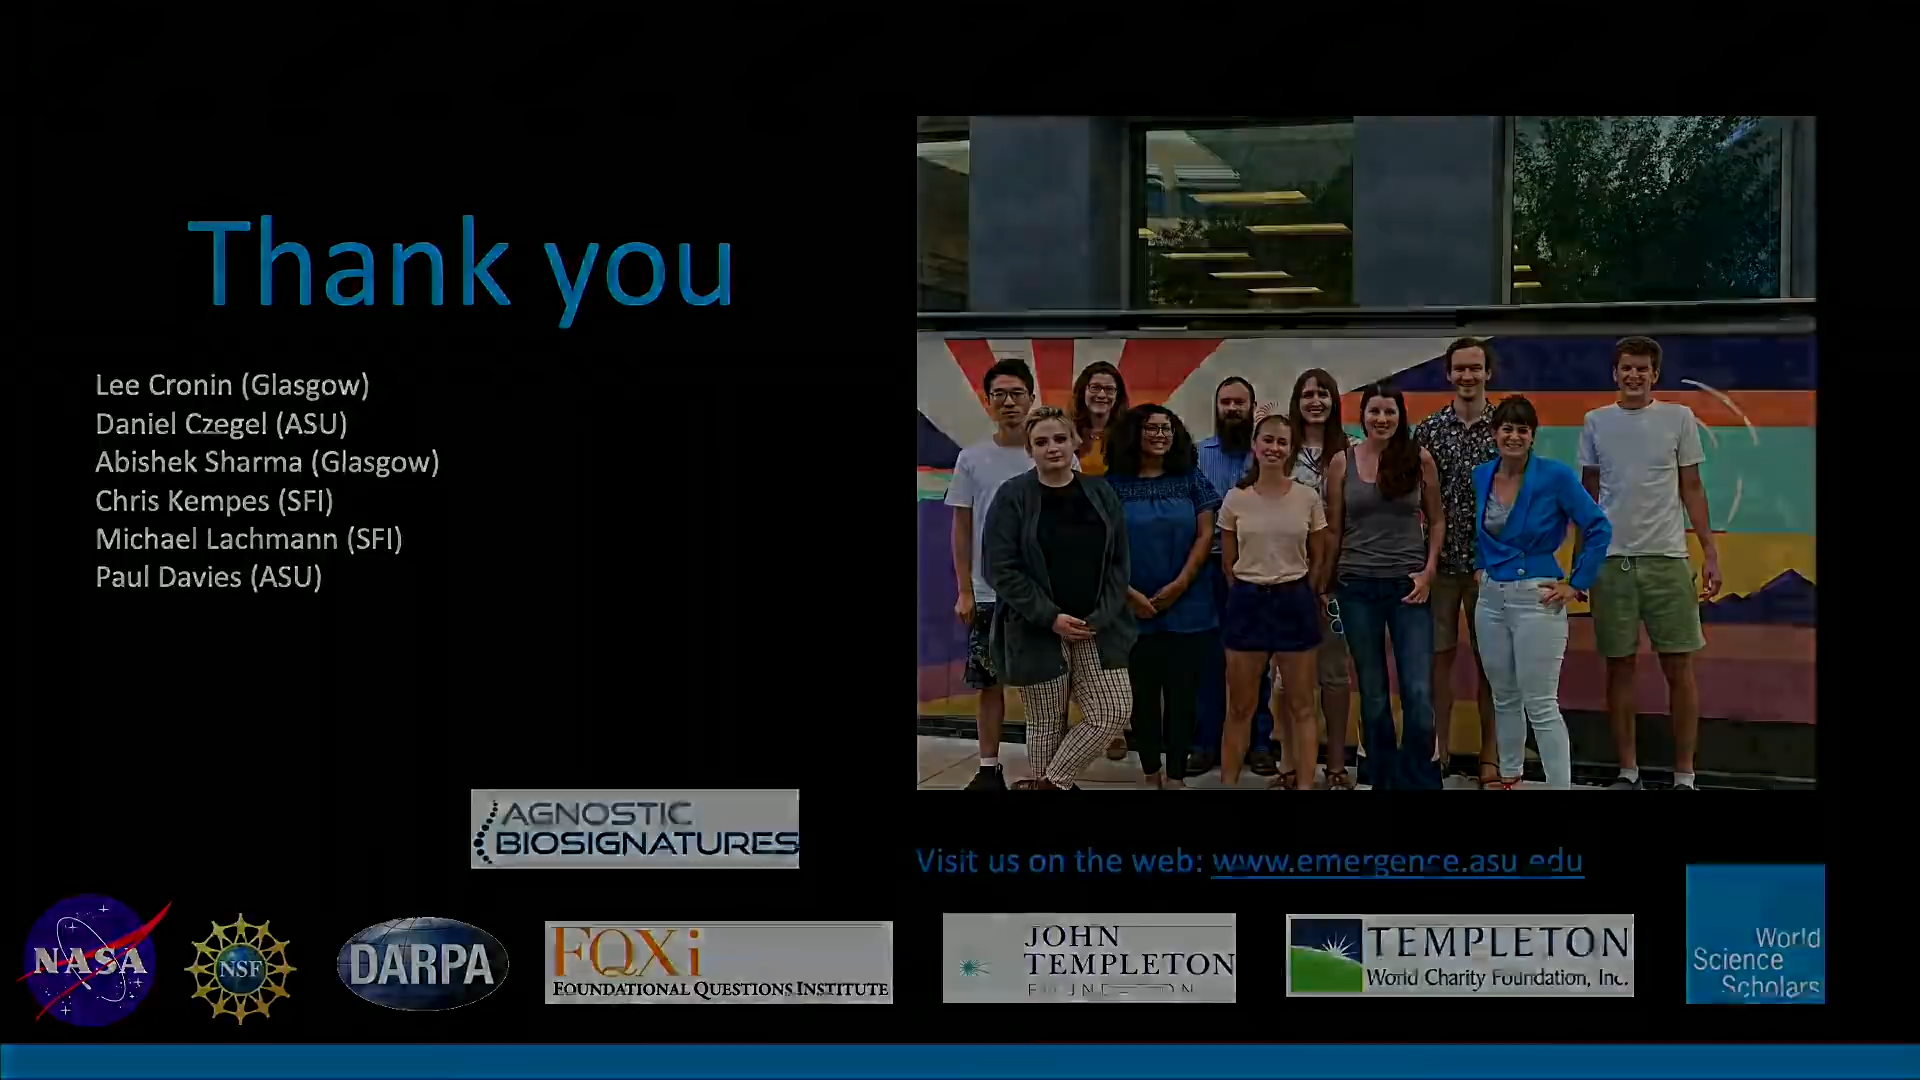 Thank you
Lee Cronin (Glasgow)
Daniel Czegel (ASU)
Abishek Sharma (Glasgow)
Chris Kempes (SFI)
Michael Lachmann (SFI)
Paul Davies (ASU)
AGNOSTIC
BIOSIGNATURES
Visit us on the web: www.emergence.asu.edu
NASA
NSF
DARPA
FQXi
FOUNDATIONAL QUESTIONS INSTITUTE
JOHN
TEMPLETON
FOUNDATION
TEMPLETON
World Charity Foundation, Inc.
World
Science
Scholars